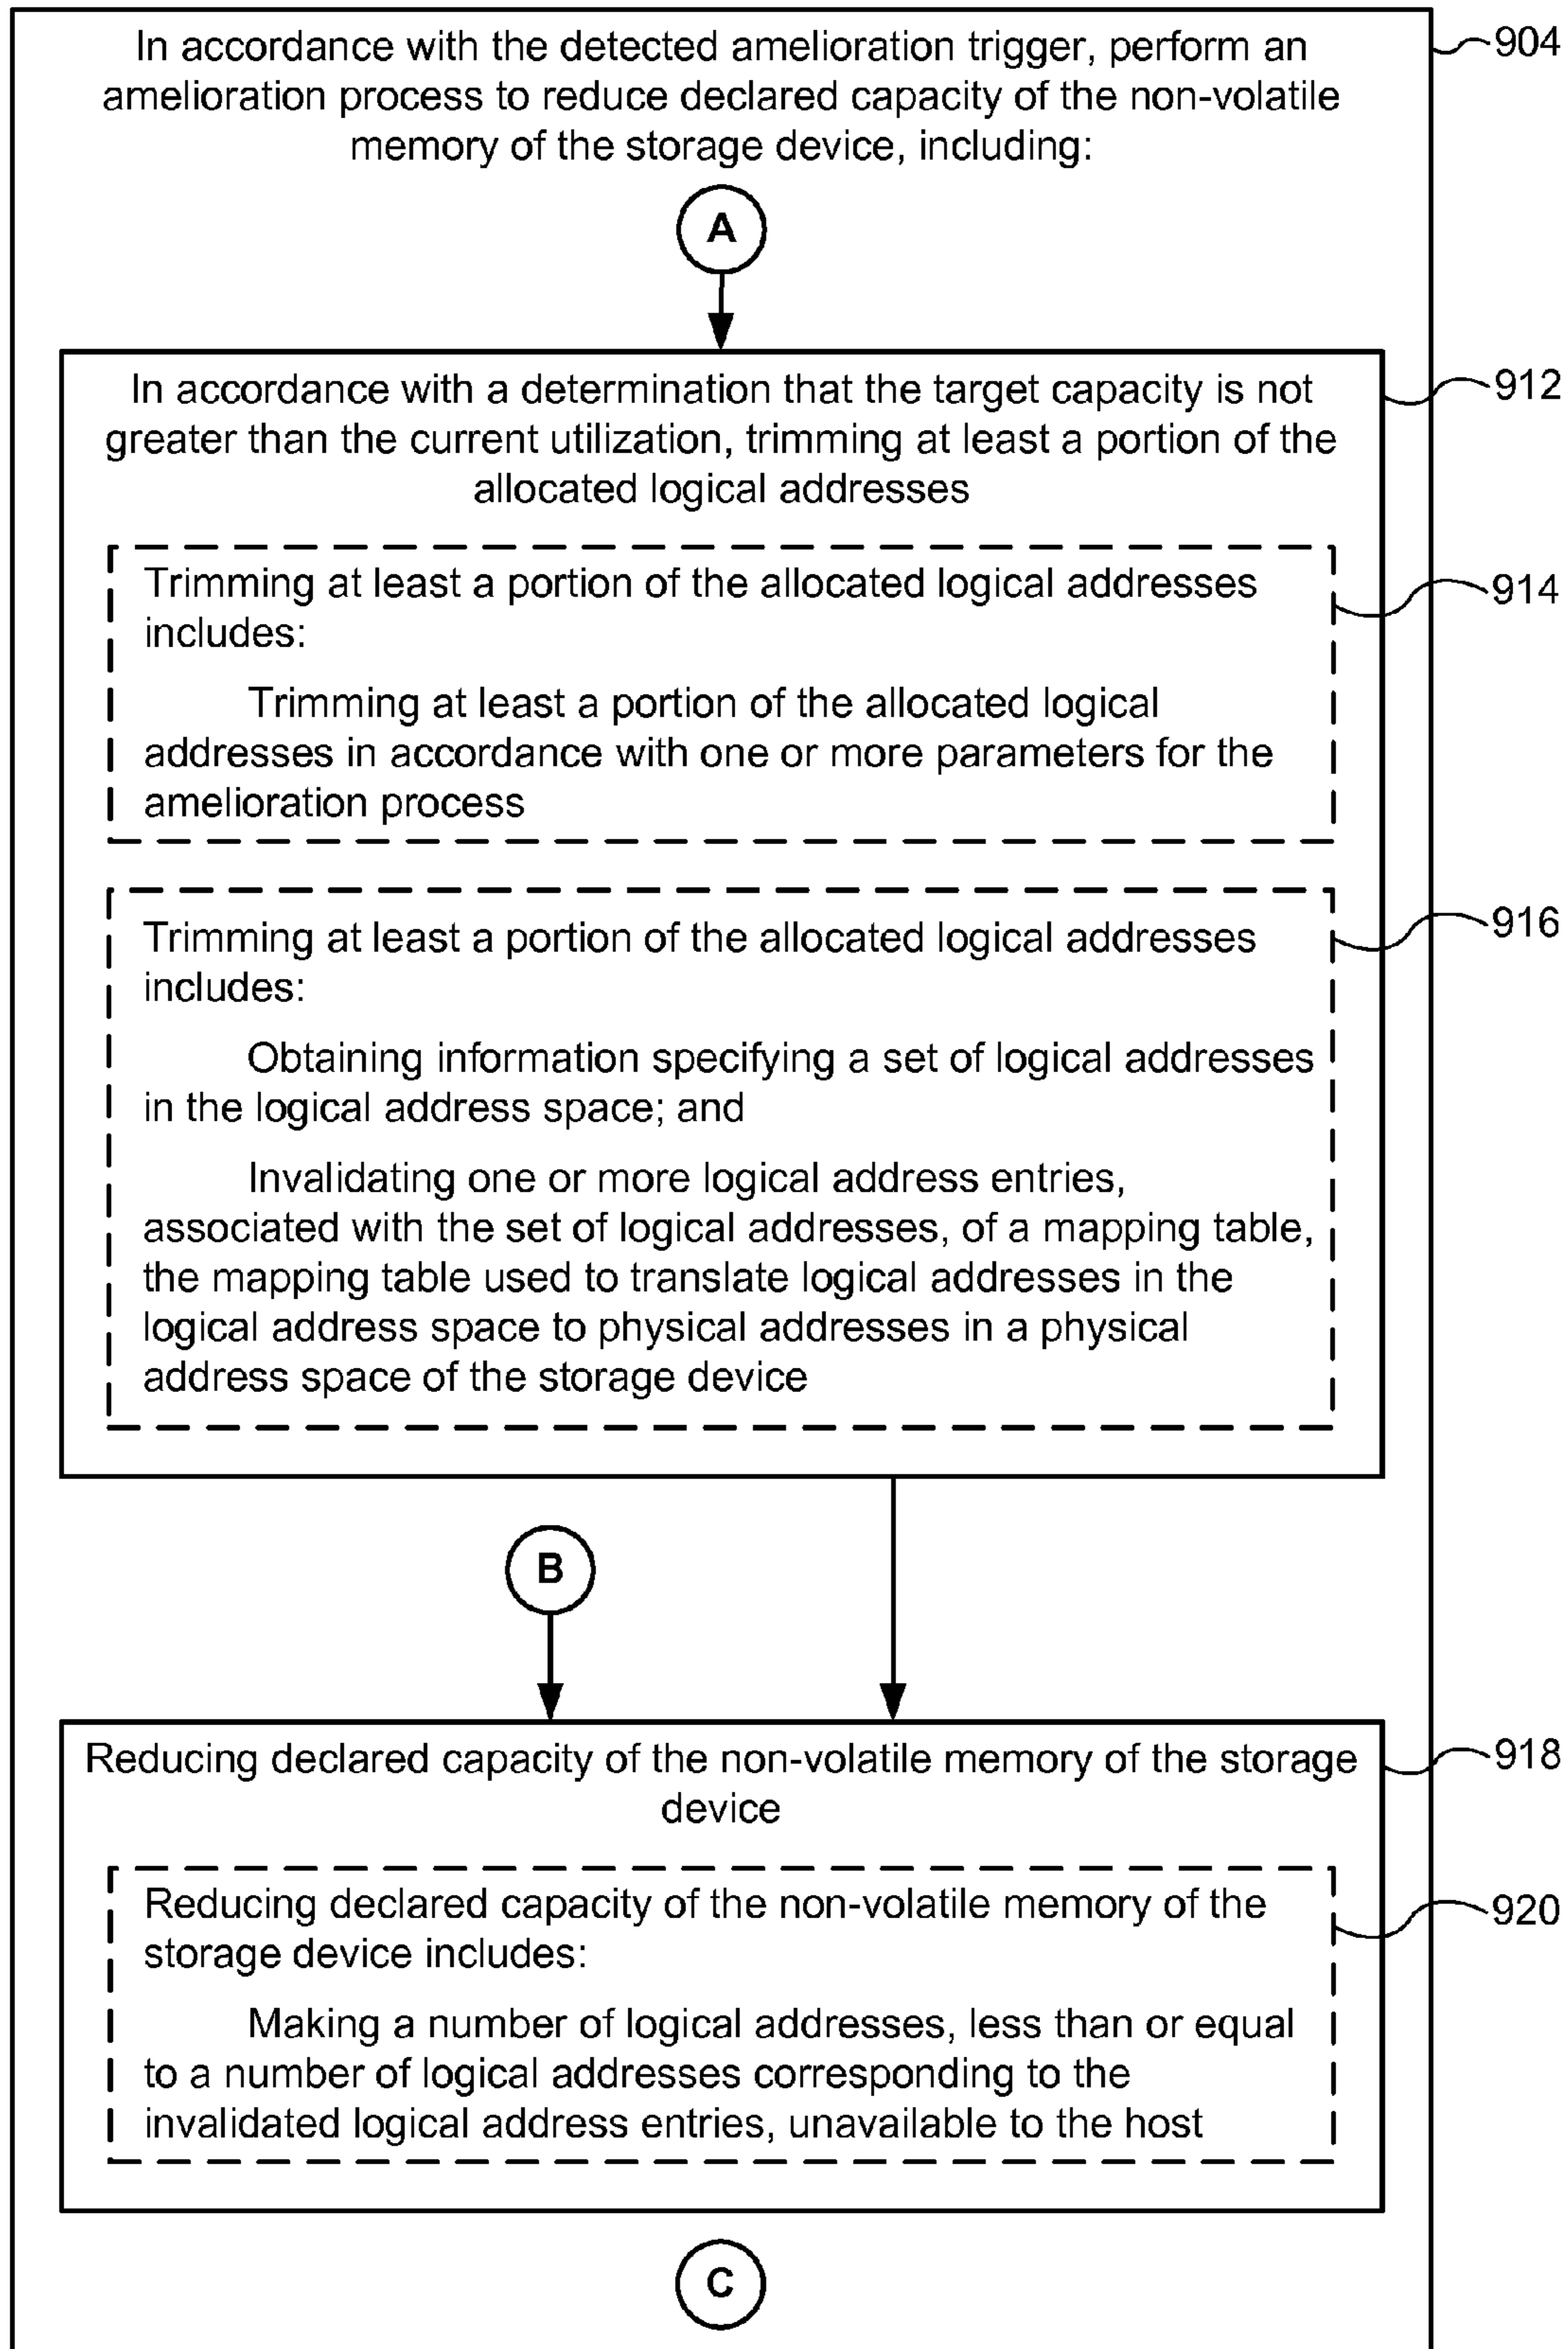 In accordance with the detected amelioration trigger, perform an
amelioration process to reduce declared capacity of the non-volatile
memory of the storage device, including:
904
A
In accordance with a determination that the target capacity is not
greater than the current utilization, trimming at least a portion of the
allocated logical addresses
912
Trimming at least a portion of the allocated logical addresses
includes:
914
Trimming at least a portion of the allocated logical
addresses in accordance with one or more parameters for the
amelioration process
Trimming at least a portion of the allocated logical addresses
includes:
916
Obtaining information specifying a set of logical addresses
in the logical address space; and
Invalidating one or more logical address entries,
associated with the set of logical addresses, of a mapping table,
the mapping table used to translate logical addresses in the
logical address space to physical addresses in a physical
address space of the storage device
B
Reducing declared capacity of the non-volatile memory of the storage
device
918
Reducing declared capacity of the non-volatile memory of the
storage device includes:
920
Making a number of logical addresses, less than or equal
to a number of logical addresses corresponding to the
invalidated logical address entries, unavailable to the host
C